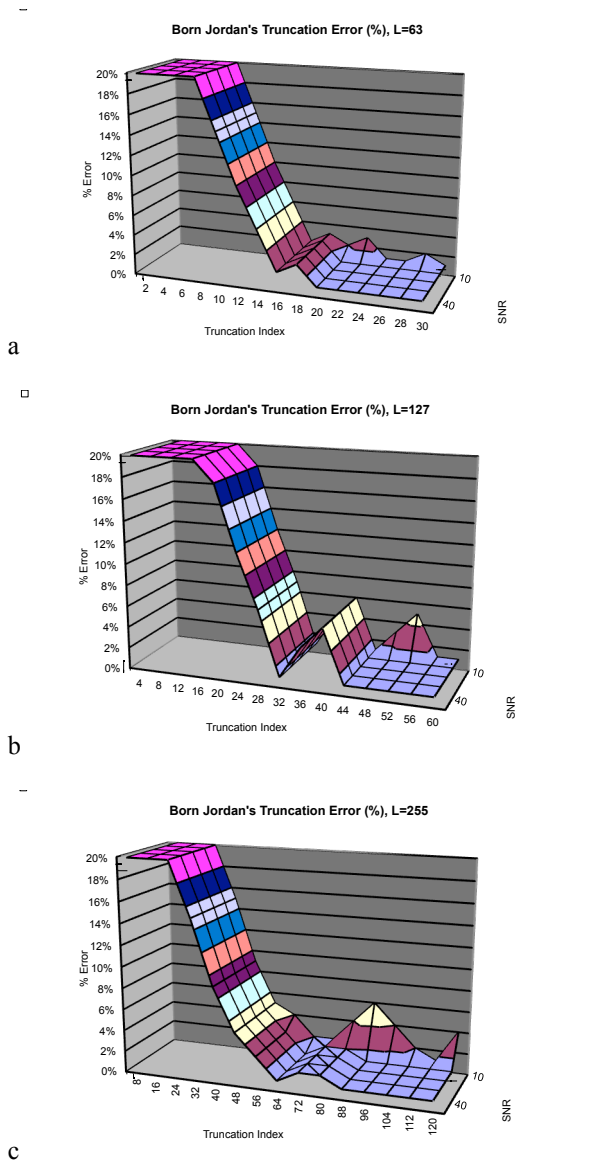 Born Jordan's Truncation Error (%), L=63
20%
18%
16%
14%
12%
10%
8%
6%
4%
2%
0%
% Error
2 4 6 8 10 12 14 16 18 20 22 24 26 28 30
Truncation Index
10
40
SNR
a
Born Jordan's Truncation Error (%), L=127
20%
18%
16%
14%
12%
10%
8%
6%
4%
2%
0%
% Error
4 8 12 16 20 24 28 32 36 40 44 48 52 56 60
Truncation Index
10
40
SNR
b
Born Jordan's Truncation Error (%), L=255
20%
18%
16%
14%
12%
10%
8%
6%
4%
2%
0%
% Error
8 16 24 32 40 48 56 64 72 80 88 96 104 112 120
Truncation Index
10
40
SNR
c